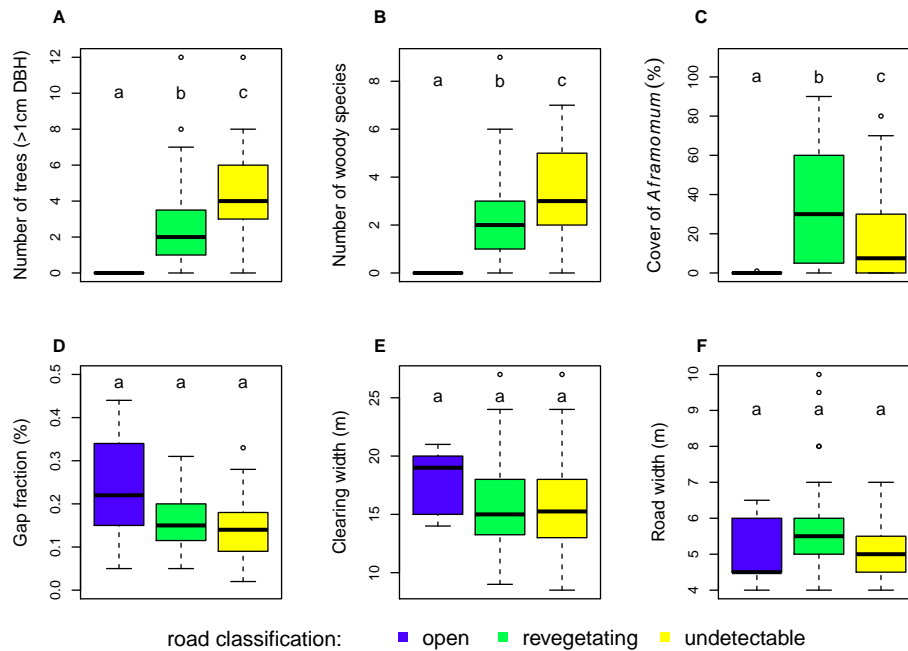 A
Number of trees (>1cm DBH)
0 2 4 6 8 10 12
a b c
B
Number of woody species
0 2 4 6 8
a b c
C
Cover of Aframomum (%)
0 20 40 60 80 100
a b c
D
Gap fraction (%)
0.0 0.1 0.2 0.3 0.4 0.5
a a a
E
Clearing width (m)
10 15 20 25
a a a
F
Road width (m)
4 5 6 7 8 9 10
a a a
road classification: open revegetating undetectable